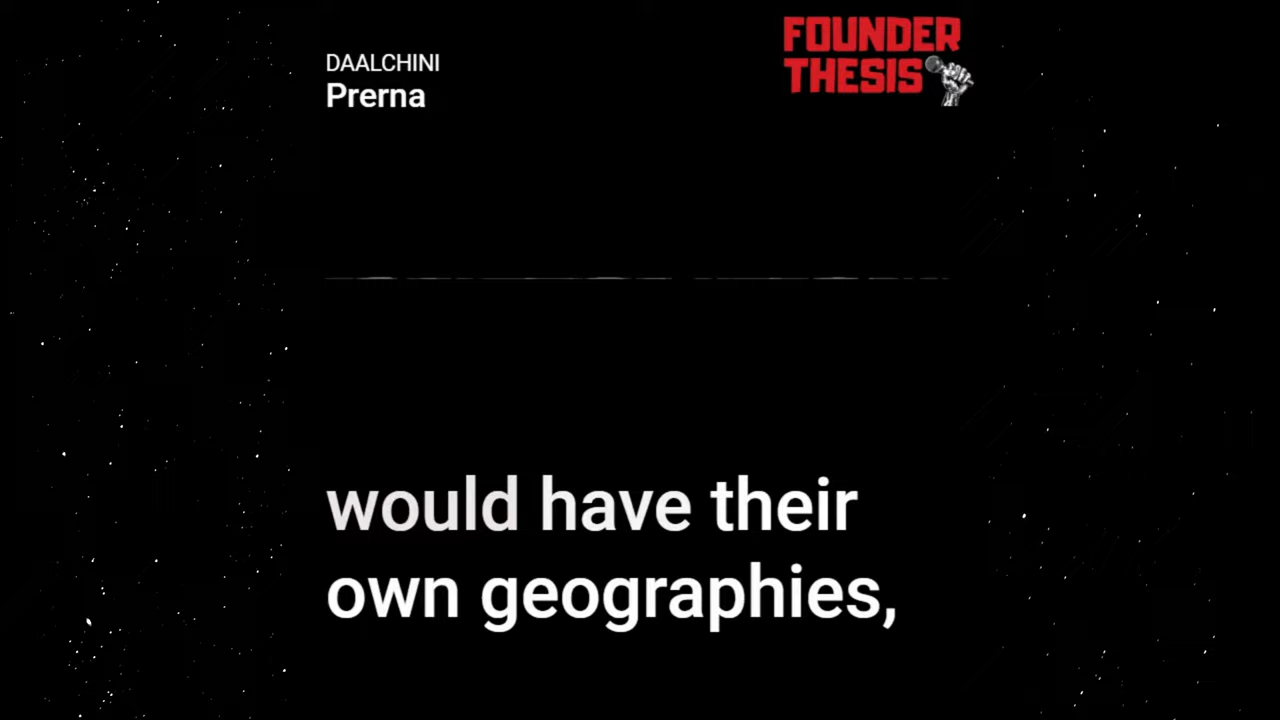 DAALCHINI
Prerna
FOUNDER
THESIS
would have their
own geographies,